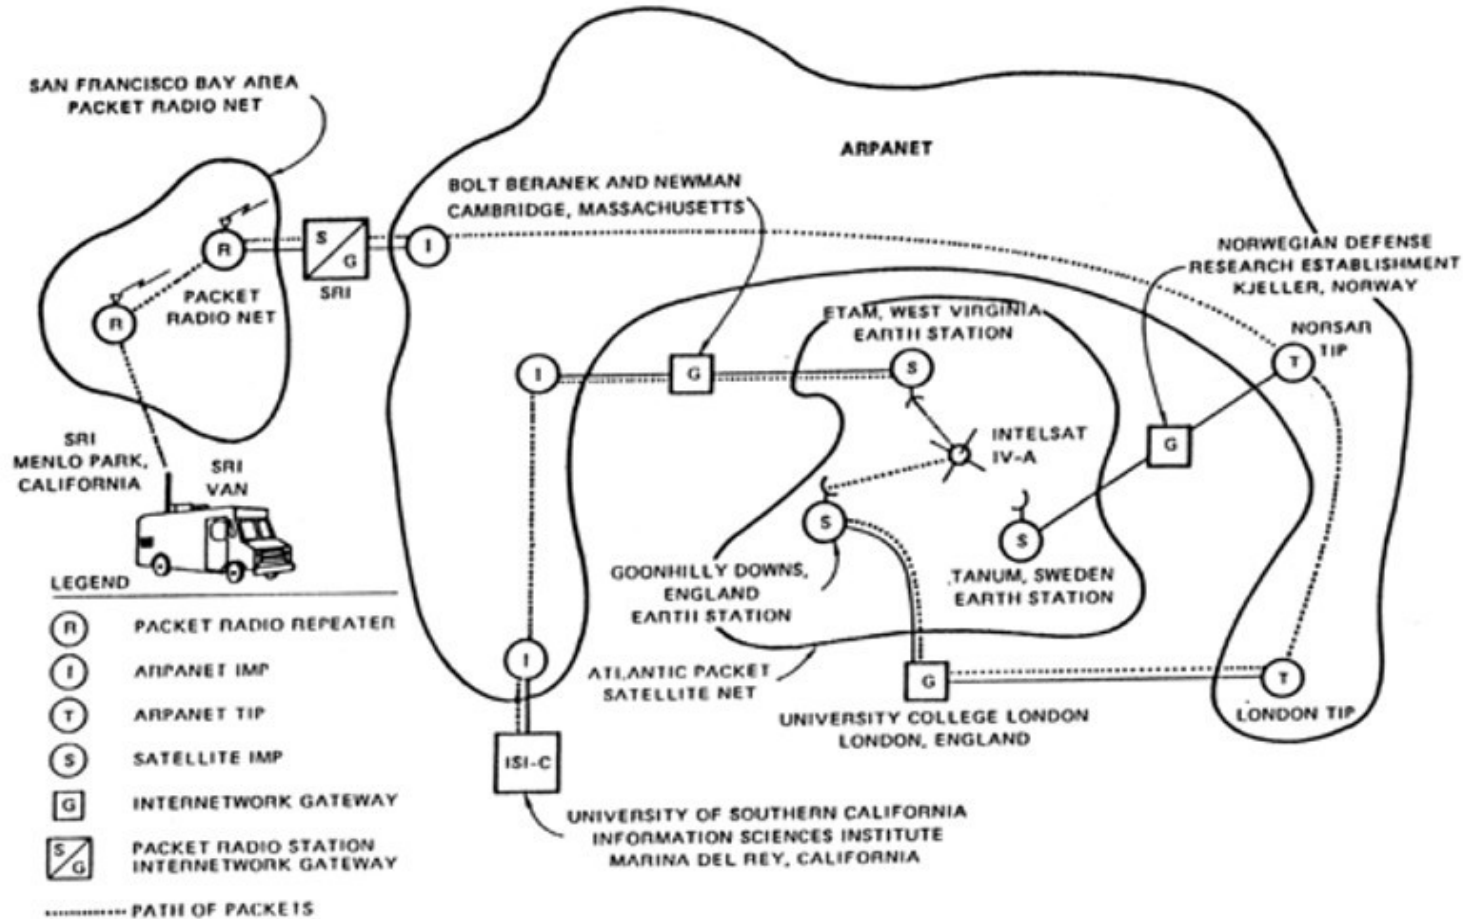 SAN FRANCISCO BAY AREA
PACKET RADIO NET
ARPANET
BOLT BERANEK AND NEWMAN
CAMBRIDGE, MASSACHUSETTS
NORWEGIAN DEFENSE
RESEARCH ESTABLISHMENT
KJELLER, NORWAY
R
S
G
SRI
I
PACKET
RADIO NET
R
ETAM, WEST VIRGINIA
EARTH STATION
NORSAR
TIP
T
I
G
S
INTELSAT
IV-A
G
SRI
MENLO PARK,
CALIFORNIA
SRI
VAN
S
S
GOONHILLY DOWNS,
ENGLAND
EARTH STATION
TANUM, SWEDEN
EARTH STATION
I
ATLANTIC PACKET
SATELLITE NET
G
T
UNIVERSITY COLLEGE LONDON
LONDON, ENGLAND
LONDON TIP
ISI-C
UNIVERSITY OF SOUTHERN CALIFORNIA
INFORMATION SCIENCES INSTITUTE
MARINA DEL REY, CALIFORNIA
LEGEND
R PACKET RADIO REPEATER
I ARPANET IMP
T ARPANET TIP
S SATELLITE IMP
G INTERNETWORK GATEWAY
S/G PACKET RADIO STATION
INTERNETWORK GATEWAY
PATH OF PACKETS